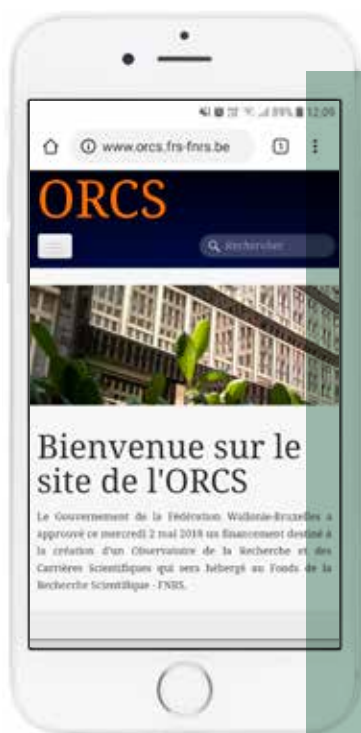 89% 12:09
www.orcs.frs-fnrs.be
1
ORCS
Rechercher
Bienvenue sur le
site de l'ORCS
Le Gouvernement de la Fédération Wallonie-Bruxelles a
approuvé ce mercredi 2 mai 2018 un financement destiné à
la création d'un Observatoire de la Recherche et des
Carrières Scientifiques qui sera hébergé au Fonds de la
Recherche Scientifique - FNRS.